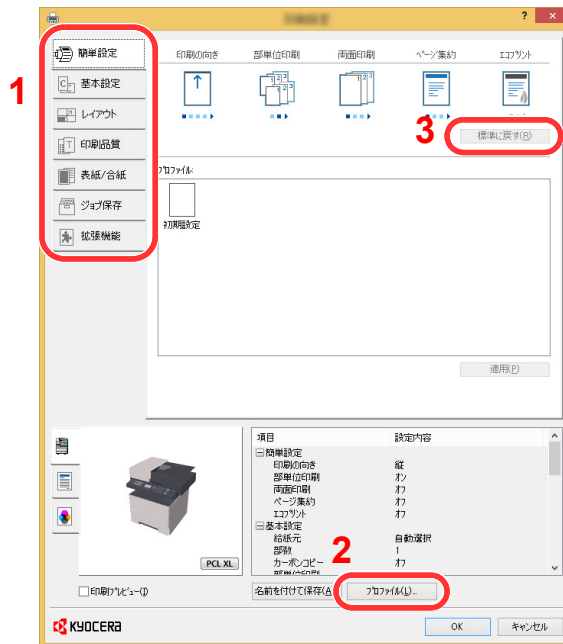 印刷設定
? ×
1
簡単設定
基本設定
レイアウト
印刷品質
表紙/合紙
ジョブ保存
拡張機能
印刷の向き 部単位印刷 両面印刷 ページ集約 エコプリント
3
標準に戻す(R)
プロファイル:
初期設定
適用(P)
項目 設定内容
簡単設定
印刷の向き 縦
部単位印刷 オン
両面印刷 オフ
ページ集約 オフ
エコプリント オフ
基本設定
給紙元 自動選択
部数 1
カーボンコピー オフ
PCL XL
2
印刷プレビュー(I)
名前を付けて保存(A)
プロファイル(L)...
KYOCERA
OK キャンセル